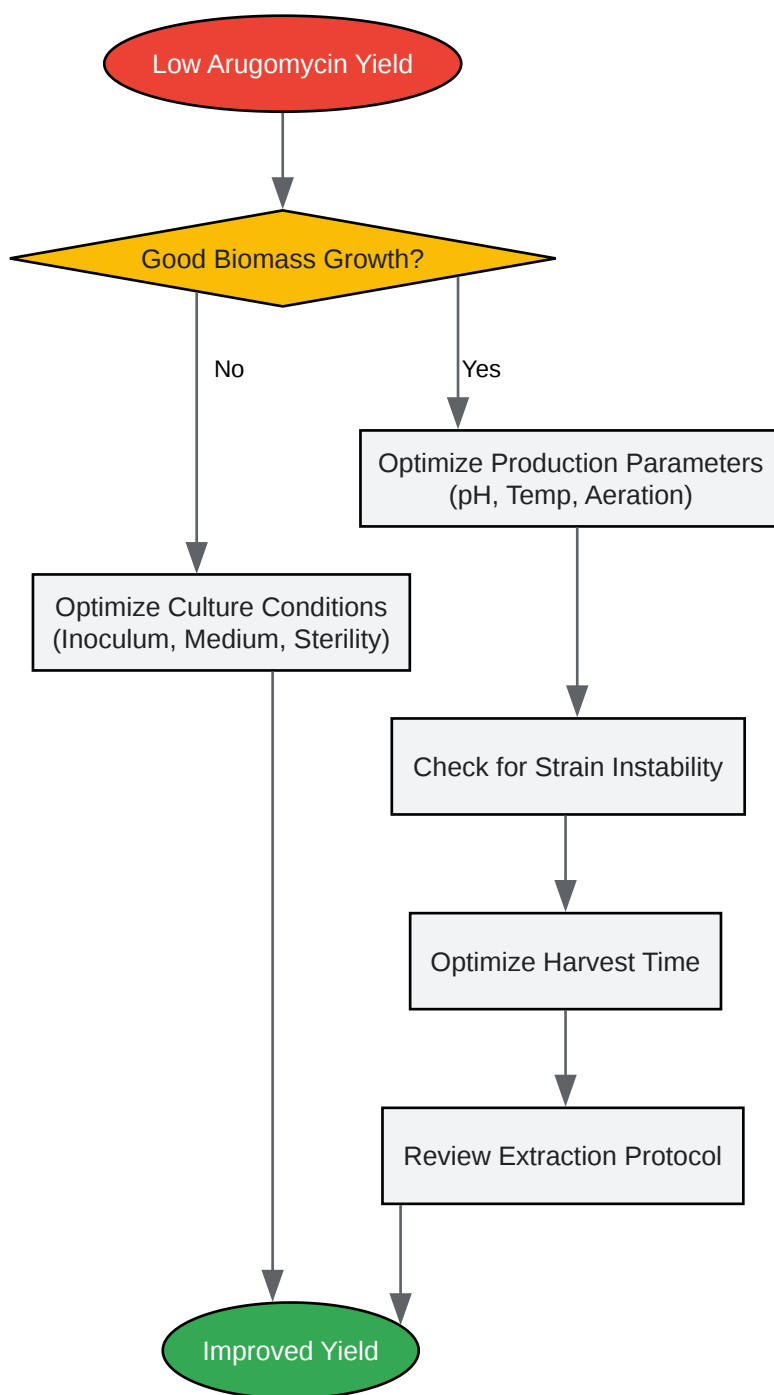 Low Arugomycin Yield
Good Biomass Growth?
No
Yes
Optimize Production Parameters
(pH, Temp, Aeration)
Optimize Culture Conditions
(Inoculum, Medium, Sterility)
Check for Strain Instability
Optimize Harvest Time
Review Extraction Protocol
Improved Yield